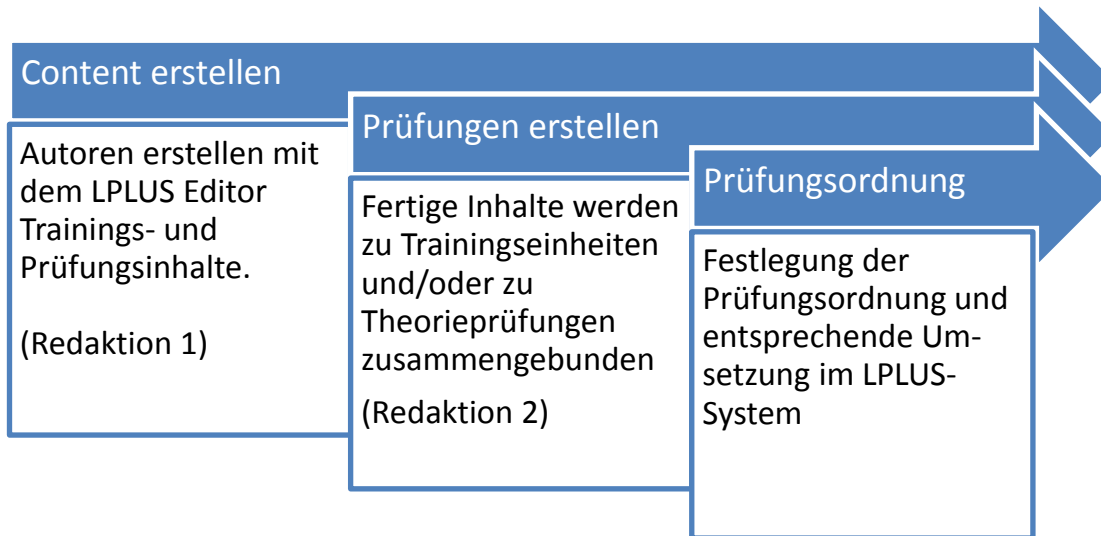 Content erstellen
Autoren erstellen mit
dem LPLUS Editor
Trainings- und
Prüfungsinhalte.
(Redaktion 1)
Prüfungen erstellen
Fertige Inhalte werden
zu Trainingseinheiten
und/oder zu
Theorieprüfungen
zusammengebunden
(Redaktion 2)
Prüfungsordnung
Festlegung der
Prüfungsordnung und
entsprechende Um-
setzung im LPLUS-
System